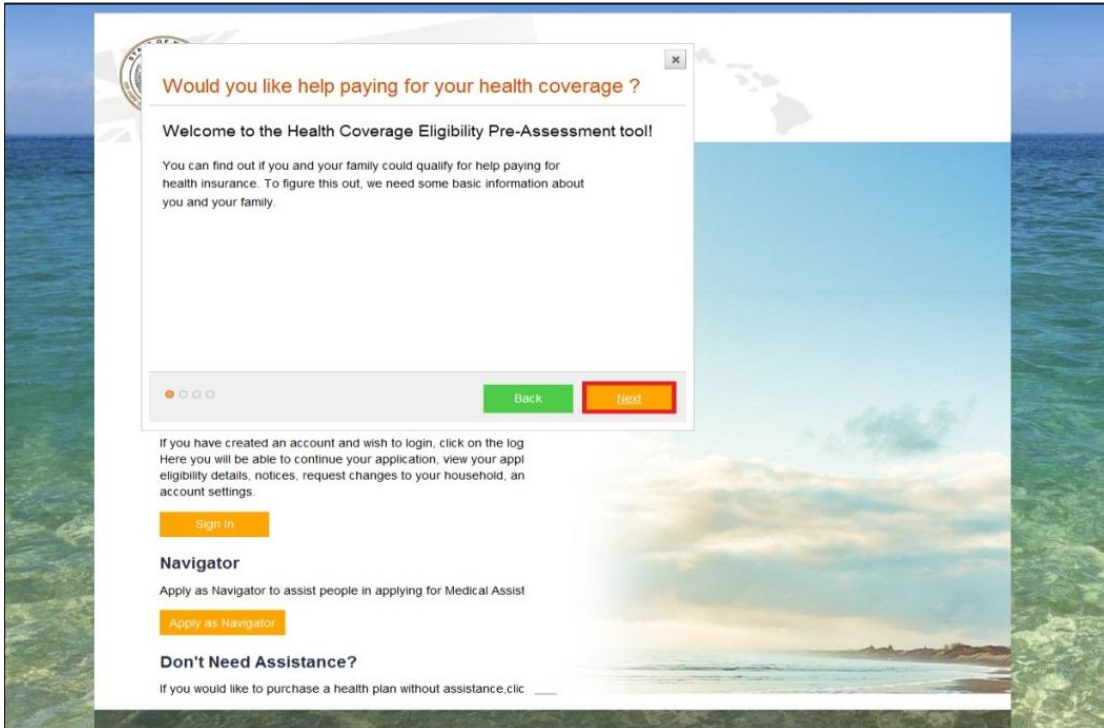 STATE OF
×
Would you like help paying for your health coverage ?
Welcome to the Health Coverage Eligibility Pre-Assessment tool!
You can find out if you and your family could qualify for help paying for
health insurance. To figure this out, we need some basic information about
you and your family.
Back
Next
If you have created an account and wish to login, click on the log
Here you will be able to continue your application, view your appl
eligibility details, notices, request changes to your household, an
account settings.
Sign In
Navigator
Apply as Navigator to assist people in applying for Medical Assist
Apply as Navigator
Don't Need Assistance?
If you would like to purchase a health plan without assistance,clic